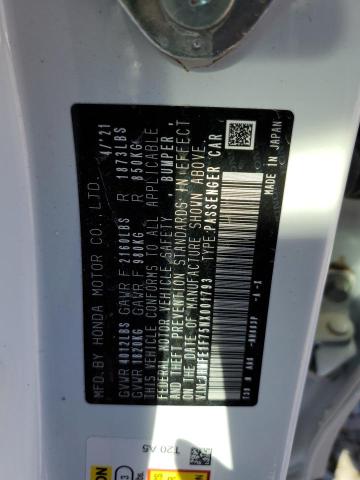 MFD.BY HONDA MOTOR CO.,LTD. 4/'21
GVWR 4012LBS GAWR F 2160LBS R 1873LBS
GVWR 1820KG GAWR F 980KG R 850KG
THIS VEHICLE CONFORMS TO ALL APPLICABLE
FEDERAL MOTOR VEHICLE SAFETY, BUMPER,
AND THEFT PREVENTION STANDARDS IN EFFECT
ON THE DATE OF MANUFACTURE SHOWN ABOVE.
TYPE:PASSENGER CAR
MADE IN JAPAN
T20 A5